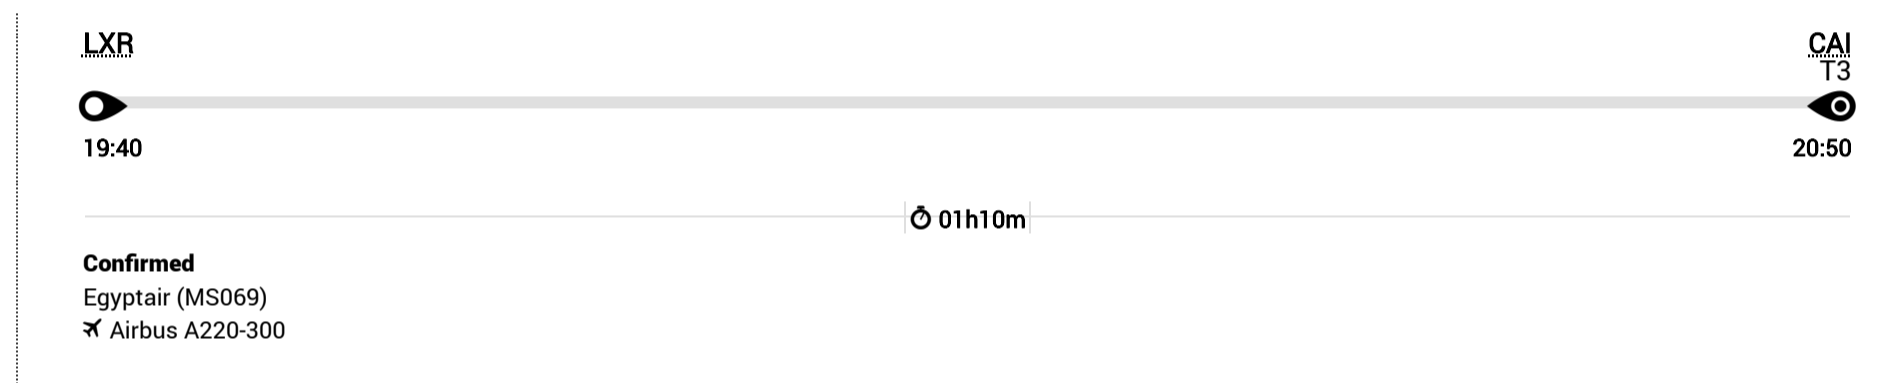 LXR
CAI
T3
19:40
20:50
01h10m
Confirmed
Egyptair (MS069)
Airbus A220-300